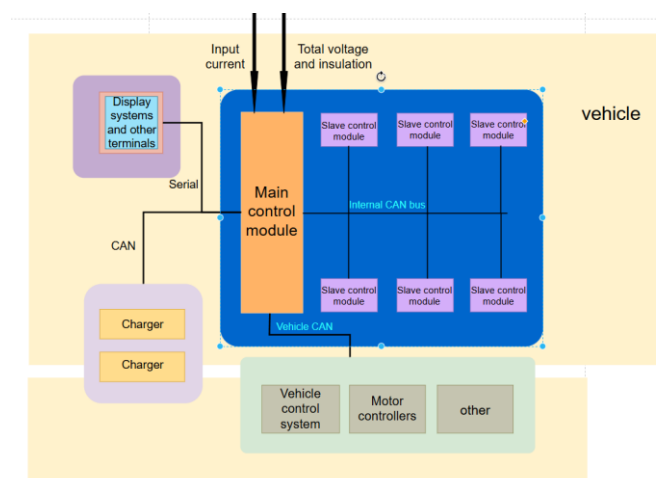 Input
current
Total voltage
and insulation
Display
systems
and other
terminals
vehicle
Slave control
module
Slave control
module
Slave control
module
Serial
Main
control
module
Internal CAN bus
CAN
Slave control
module
Slave control
module
Slave control
module
Charger
Charger
Vehicle CAN
Vehicle
control
system
Motor
controllers
other